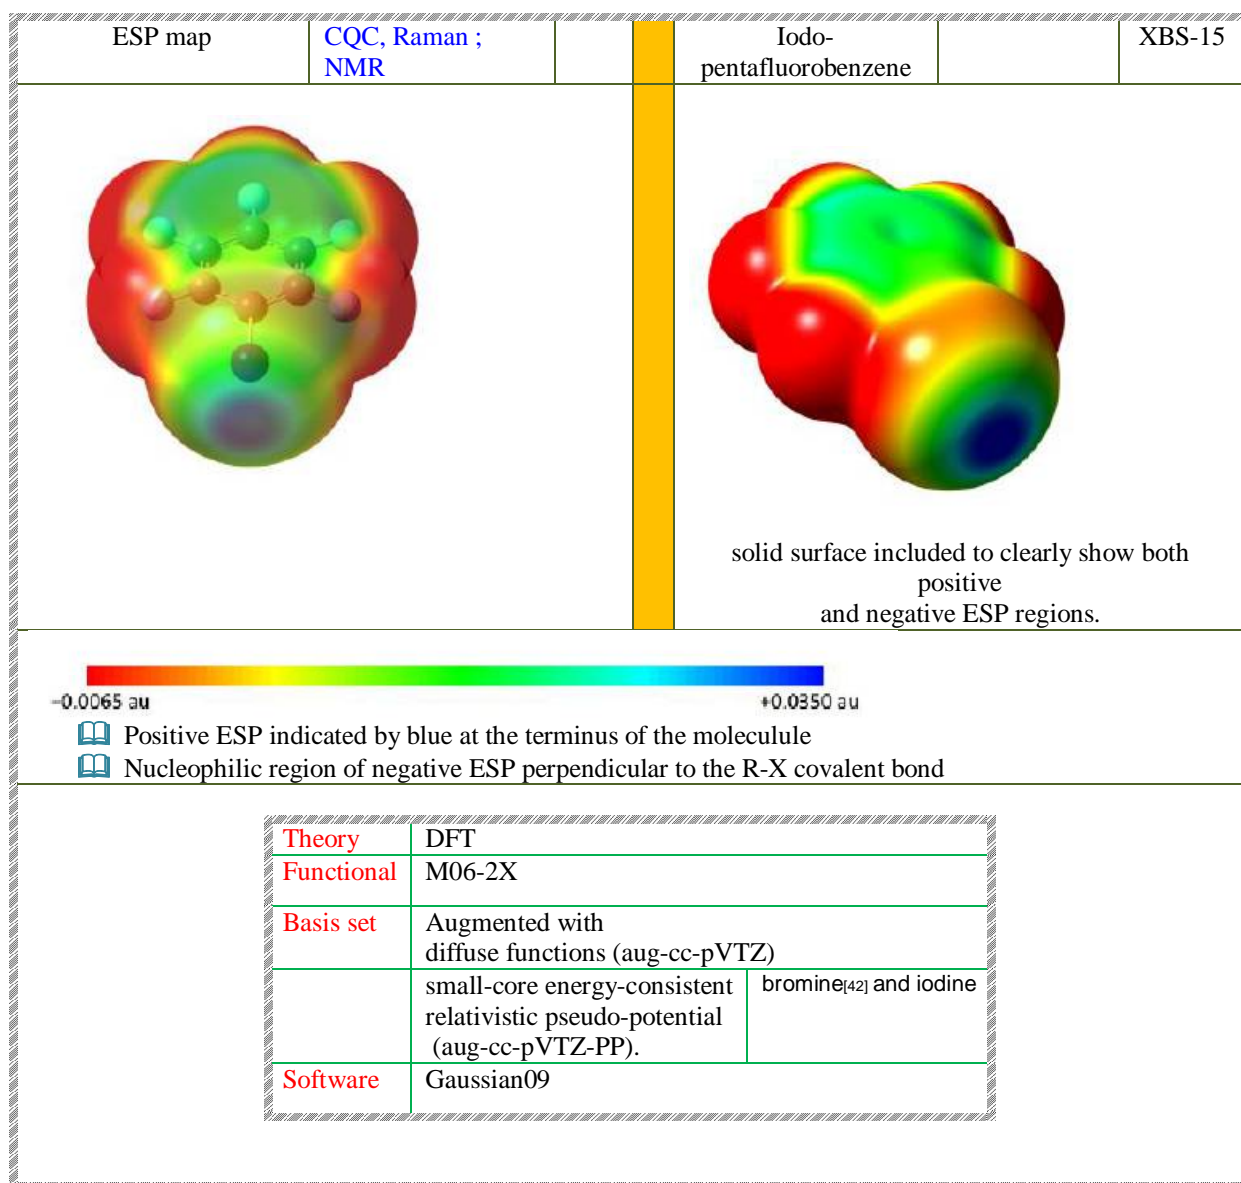 ESP map
CQC, Raman ;
NMR
Iodo-
pentafluorobenzene
XBS-15
solid surface included to clearly show both
positive
and negative ESP regions.
−0.0065 au
+0.0350 au
Positive ESP indicated by blue at the terminus of the moleculule
Nucleophilic region of negative ESP perpendicular to the R-X covalent bond
Theory DFT
Functional M06-2X
Basis set Augmented with
diffuse functions (aug-cc-pVTZ)
small-core energy-consistent
relativistic pseudo-potential
(aug-cc-pVTZ-PP).
bromine[42] and iodine
Software Gaussian09